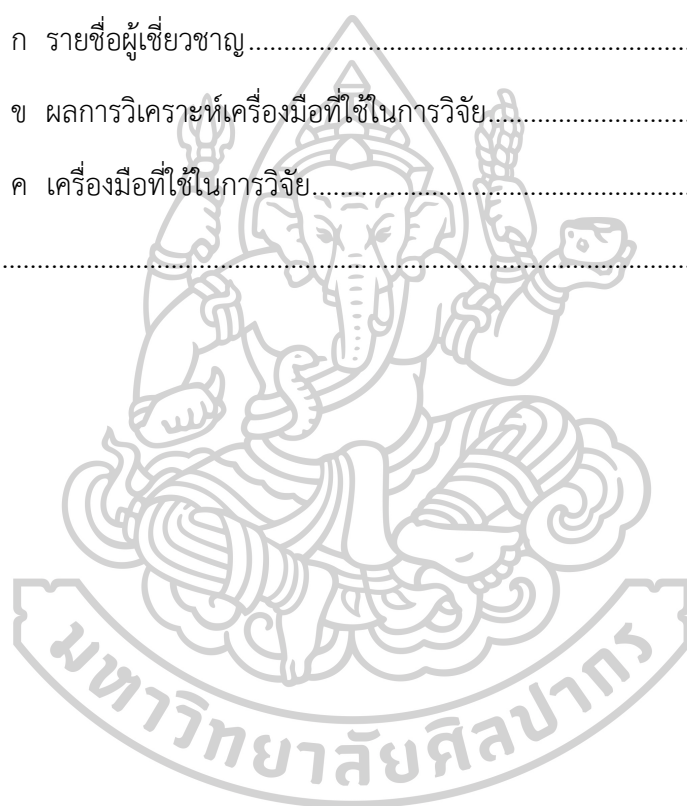 ก รายชื่อผู้เชี่ยวชาญ................................................................
ข ผลการวิเคราะห์เครื่องมือที่ใช้ในการวิจัย............................
ค เครื่องมือที่ใช้ในการวิจัย......................................................
....................................................................................................
มหาวิทยาลัยศิลปากร